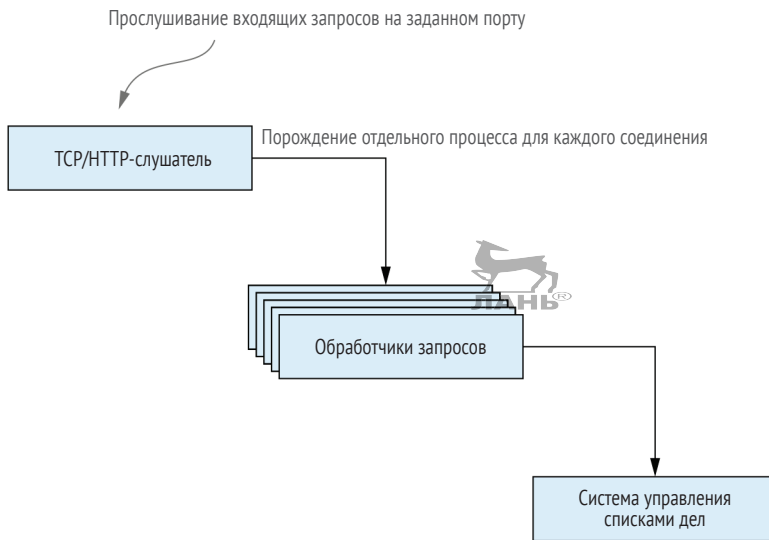 Прослушивание входящих запросов на заданном порту
TCP/HTTP-слушатель
Порождение отдельного процесса для каждого соединения
ЛАНЬ®
Обработчики запросов
Система управления
списками дел